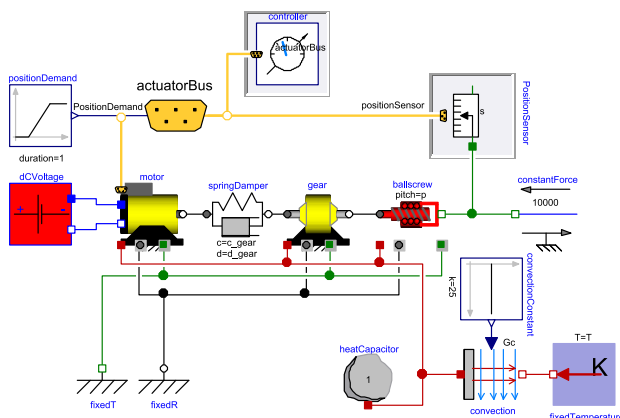 controller
actuatorBus
positionDemand
actuatorBus
PositionDemand
positionSensor
s
PositionSensor
duration=1
dCVoltage
motor
springDamper
gear
ballscrew
pitch=p
constantForce
10000
+
-
c=c_gear
d=d_gear
k=25
convectionConstant
heatCapacitor
1
Gc
T=T
K
fixedT
fixedR
convection
fixedTemperature